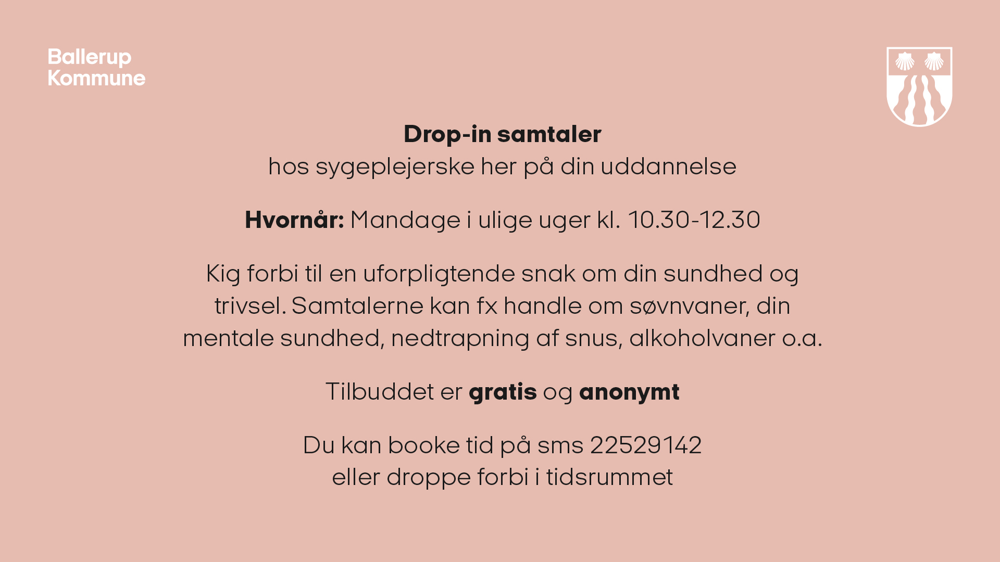 Ballerup
Kommune
Drop-in samtaler
hos sygeplejerske her på din uddannelse
Hvornår: Mandage i ulige uger kl. 10.30-12.30
Kig forbi til en uforpligtende snak om din sundhed og
trivsel. Samtalerne kan fx handle om søvnvaner, din
mentale sundhed, nedtrapning af snus, alkoholvaner o.a.
Tilbuddet er gratis og anonymt
Du kan booke tid på sms 22529142
eller droppe forbi i tidsrummet